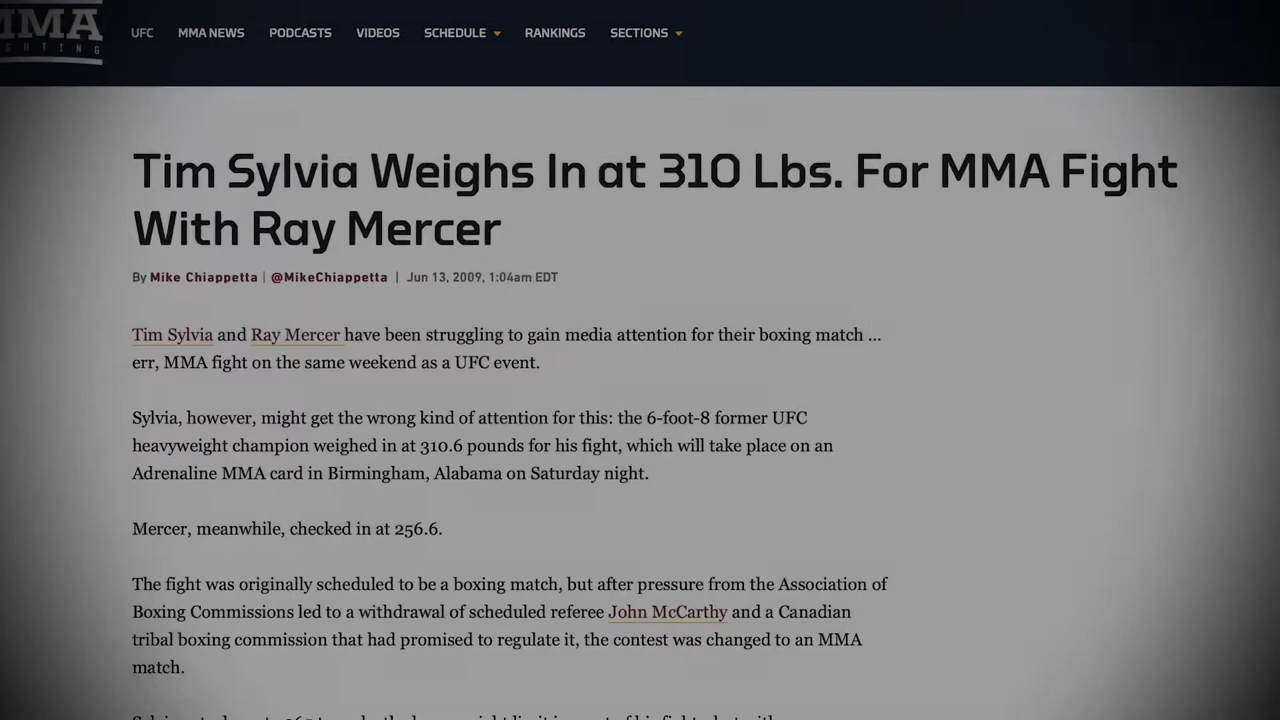 MMA
UFC MMA NEWS PODCASTS VIDEOS SCHEDULE RANKINGS SECTIONS
Tim Sylvia Weighs In at 310 Lbs. For MMA Fight
With Ray Mercer
By Mike Chiappetta | @MikeChiappetta | Jun 13, 2009, 1:04am EDT
Tim Sylvia and Ray Mercer have been struggling to gain media attention for their boxing match ...
err, MMA fight on the same weekend as a UFC event.
Sylvia, however, might get the wrong kind of attention for this: the 6-foot-8 former UFC
heavyweight champion weighed in at 310.6 pounds for his fight, which will take place on an
Adrenaline MMA card in Birmingham, Alabama on Saturday night.
Mercer, meanwhile, checked in at 256.6.
The fight was originally scheduled to be a boxing match, but after pressure from the Association of
Boxing Commissions led to a withdrawal of scheduled referee John McCarthy and a Canadian
tribal boxing commission that had promised to regulate it, the contest was changed to an MMA
match.